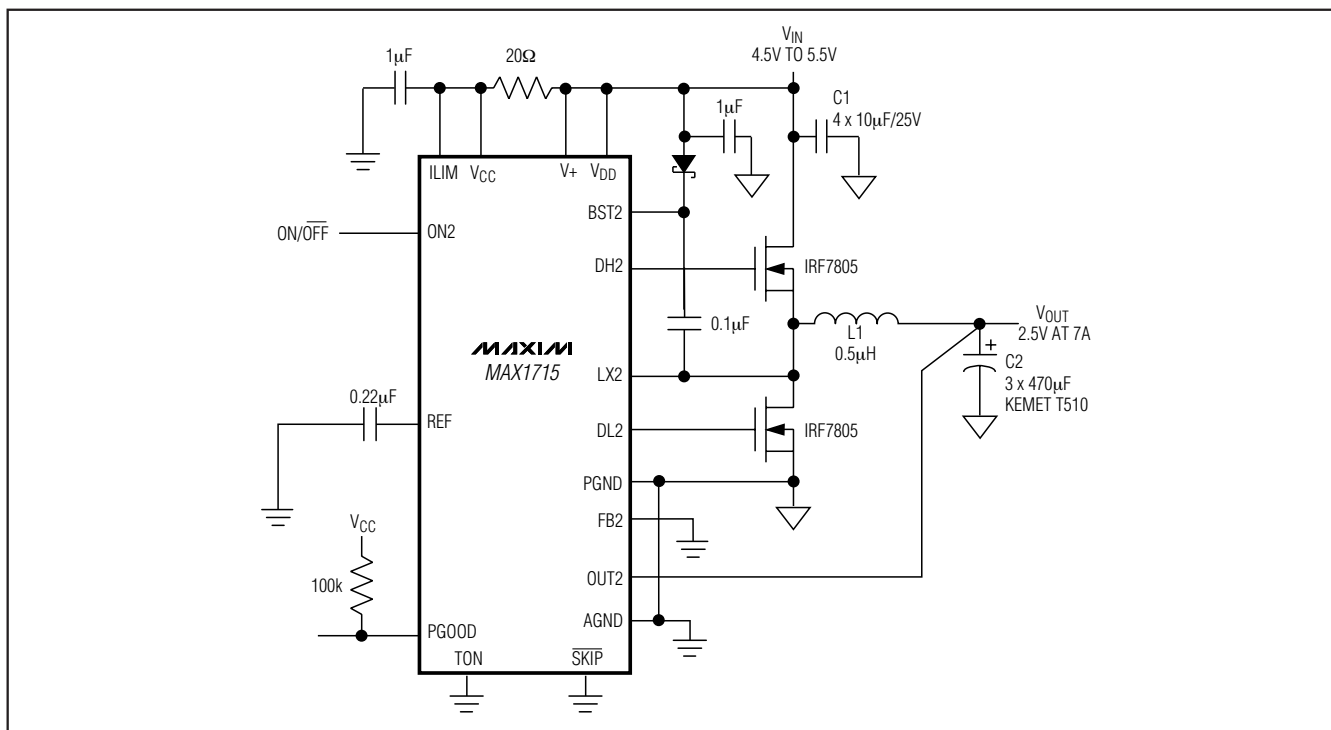 VIN
4.5V TO 5.5V
1μF
20Ω
1μF
C1
4 x 10μF/25V
ILIM
VCC
V+
VDD
BST2
ON/OFF
ON2
DH2
IRF7805
VOUT
2.5V AT 7A
0.1μF
L1
0.5μH
MAXIM
MAX1715
LX2
C2
3 x 470μF
KEMET T510
+
0.22μF
REF
DL2
IRF7805
PGND
VCC
FB2
100k
OUT2
AGND
PGOOD
TON
SKIP